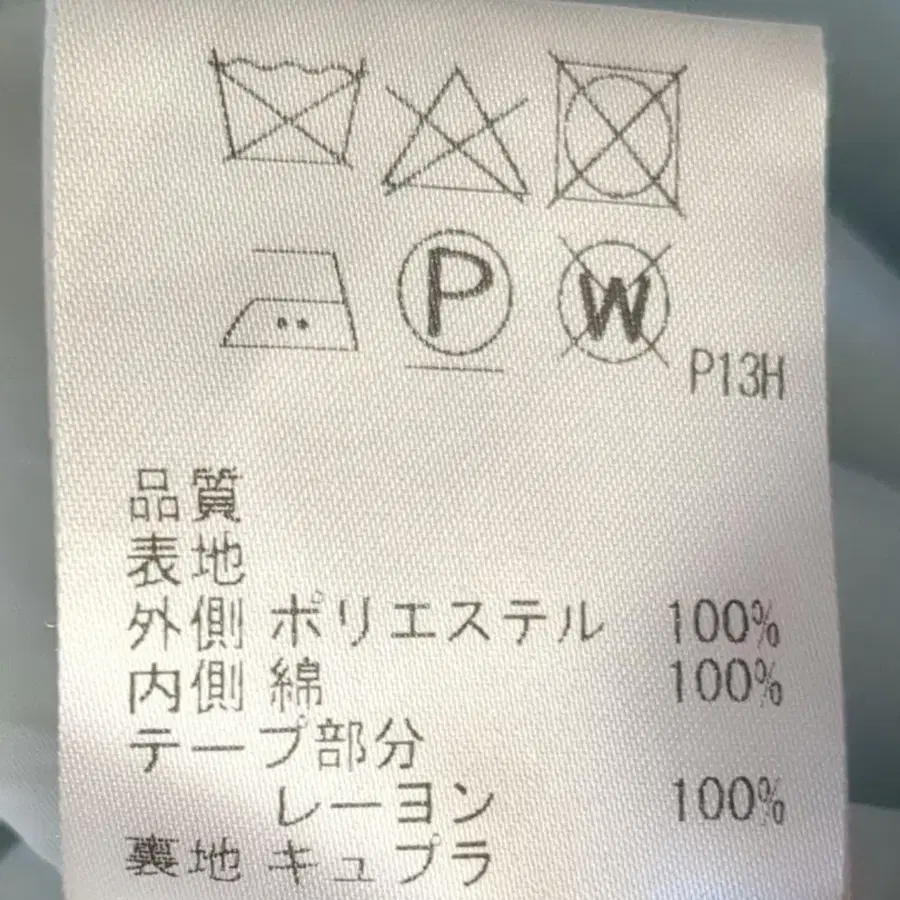 P W
P13H
品質
表地
外側 ポリエステル 100%
内側 綿 100%
テープ部分
レーヨン 100%
裏地 キュプラ